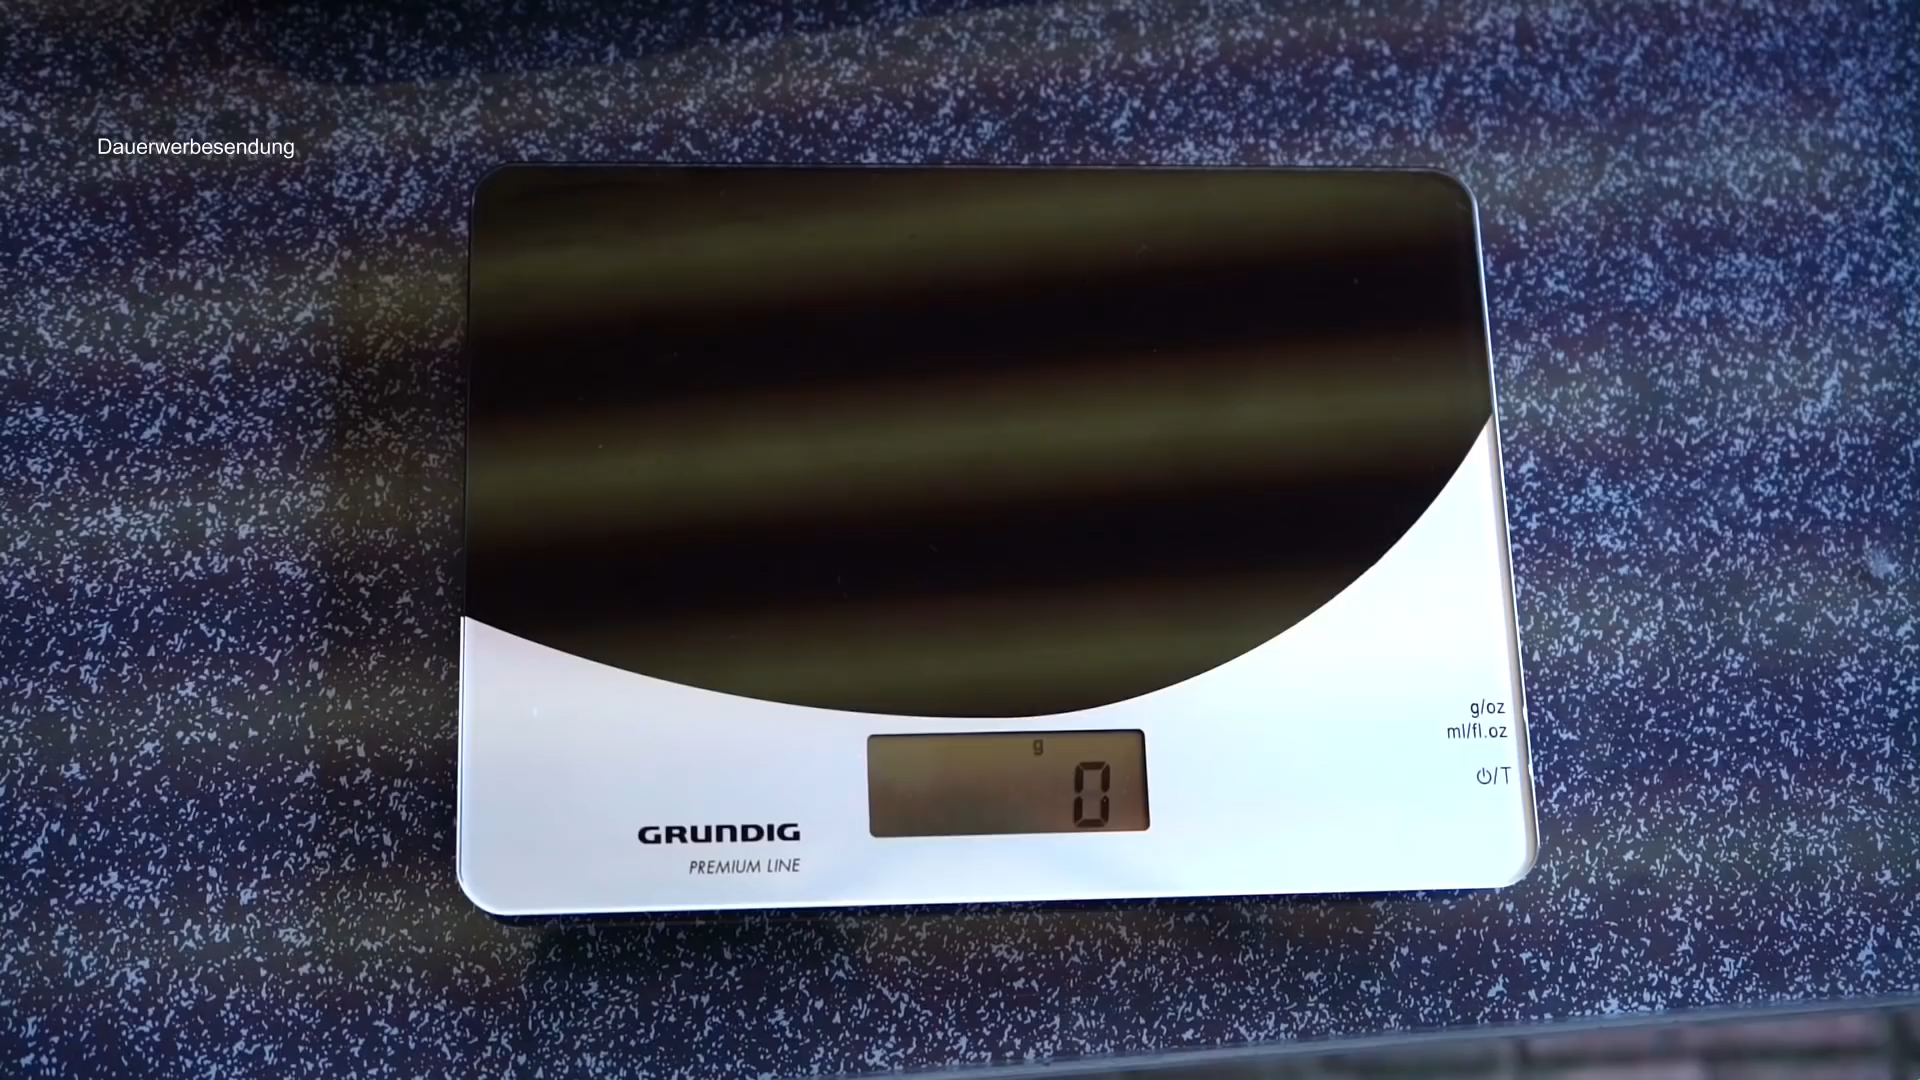 Dauerwerbesendung
g/oz
ml/fl.oz
g
⏻/T
0
GRUNDIG
PREMIUM LINE